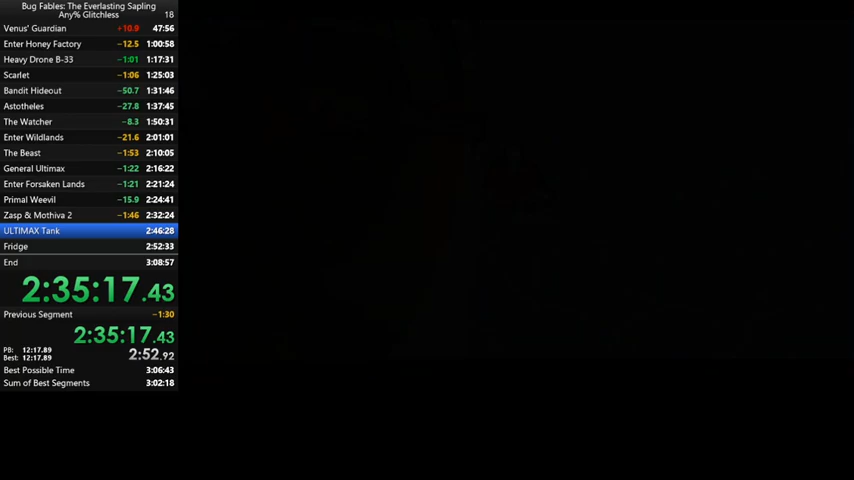 Bug Fables: The Everlasting Sapling
Any% Glitchless 18
Venus' Guardian +10.9 47:56
Enter Honey Factory −12.5 1:00:58
Heavy Drone B-33 −1:01 1:17:31
Scarlet −1:06 1:25:03
Bandit Hideout −50.7 1:31:46
Astotheles −27.8 1:37:45
The Watcher −8.3 1:50:31
Enter Wildlands −21.6 2:01:01
The Beast −1:53 2:10:05
General Ultimax −1:22 2:16:22
Enter Forsaken Lands −1:21 2:21:24
Primal Weevil −15.9 2:24:41
Zasp & Mothiva 2 −1:46 2:32:24
ULTIMAX Tank 2:46:28
Fridge 2:52:33
End 3:08:57
2:35:17.43
Previous Segment −1:30
2:35:17.43
PB: 12:17.89
Best: 12:17.89 2:52.92
Best Possible Time 3:06:43
Sum of Best Segments 3:02:18